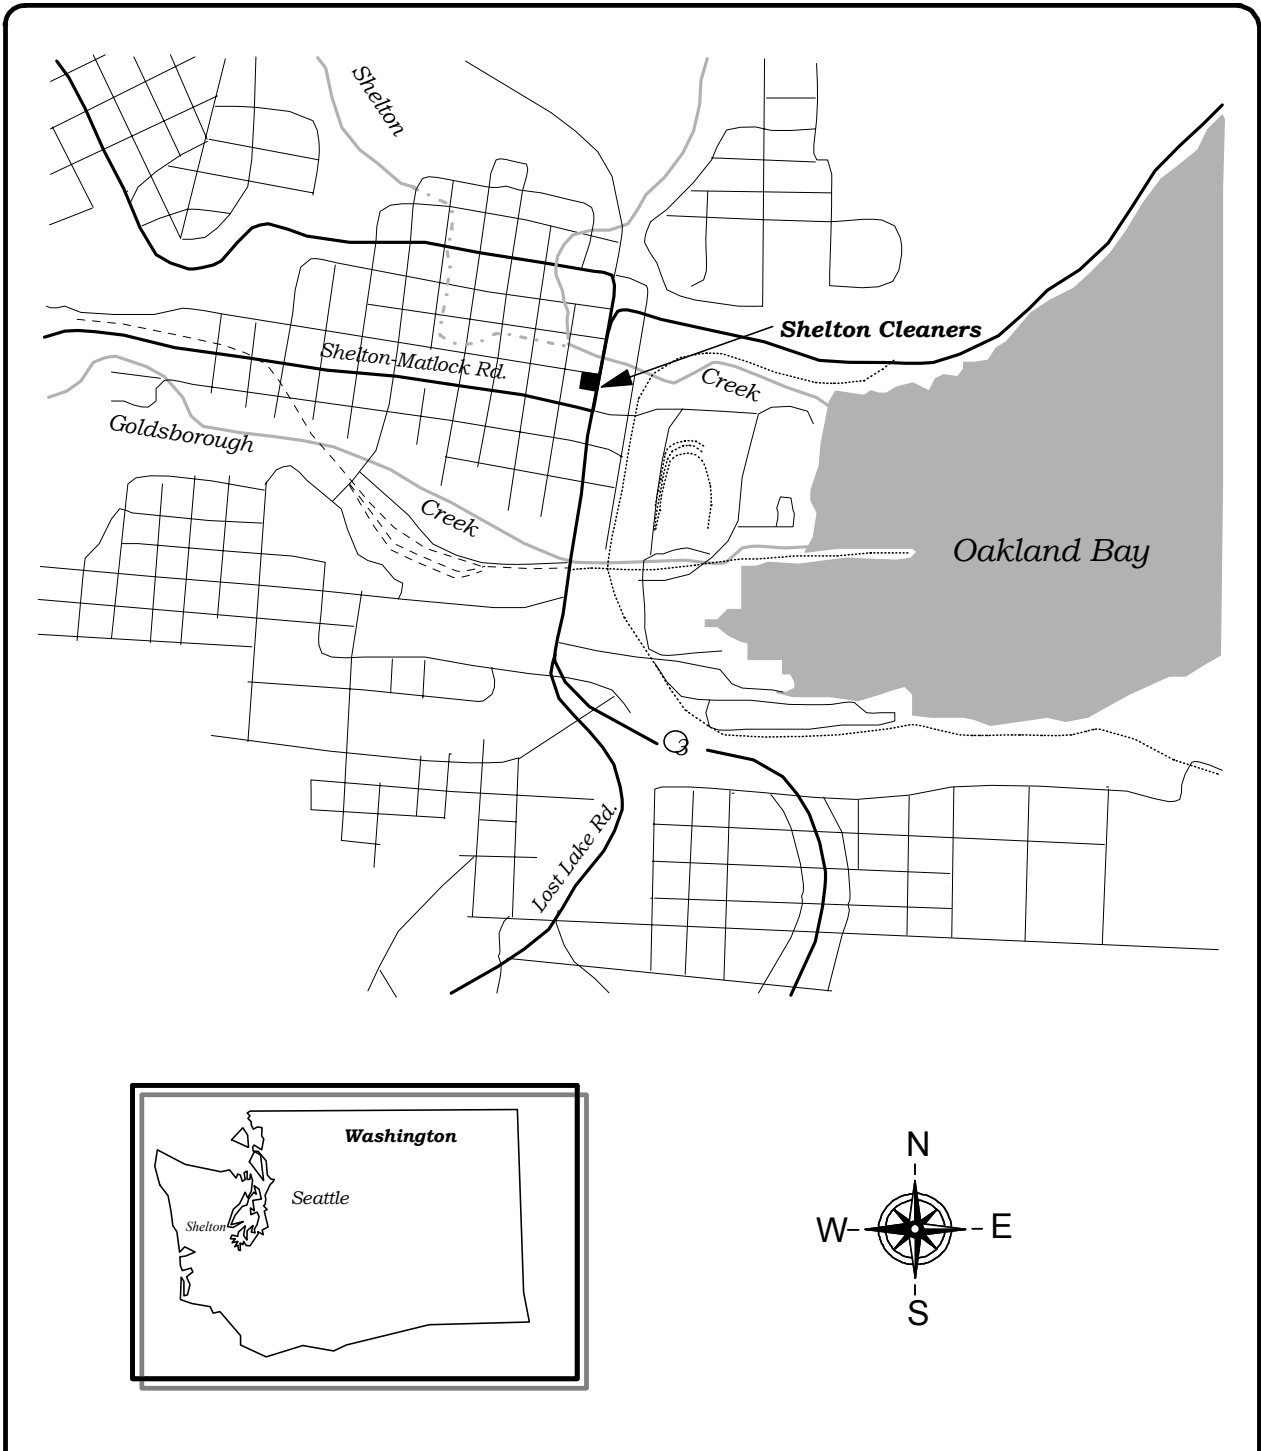 Shelton
Shelton Cleaners
Shelton-Matlock Rd.
Creek
Goldsborough
Creek
Oakland Bay
3
Lost Lake Rd.
Washington
Seattle
Shelton
N
W
E
S